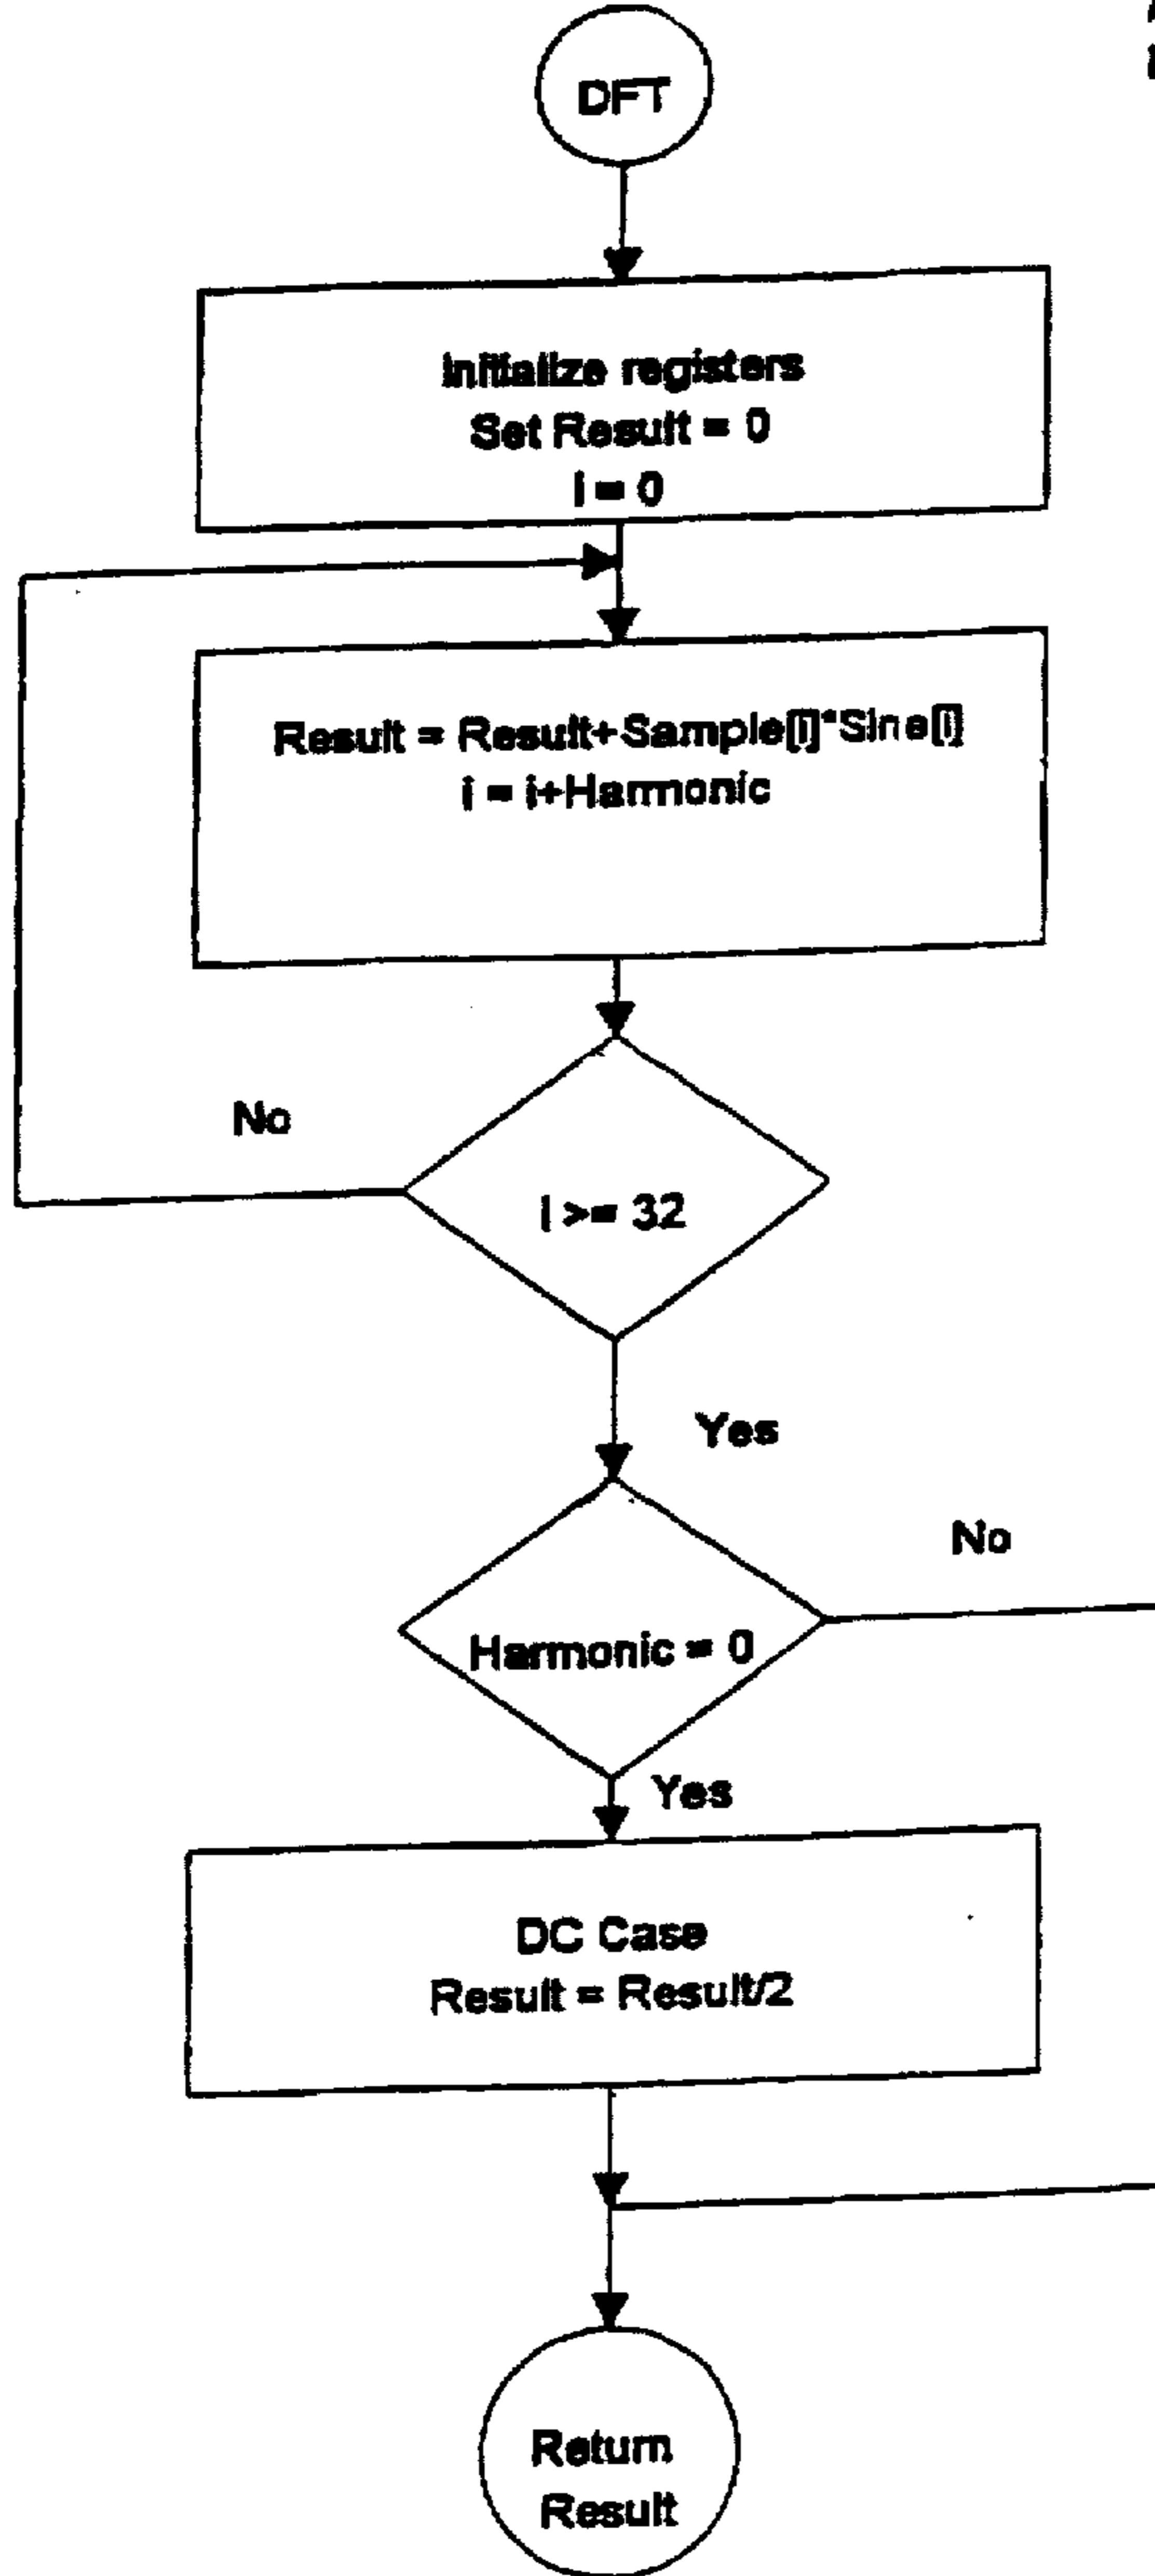 DFT
Initialize registers
Set Result = 0
i = 0
Result = Result+Sample[i]*Sine[i]
i = i+Harmonic
No
i >= 32
Yes
No
Harmonic = 0
Yes
DC Case
Result = Result/2
Return
Result